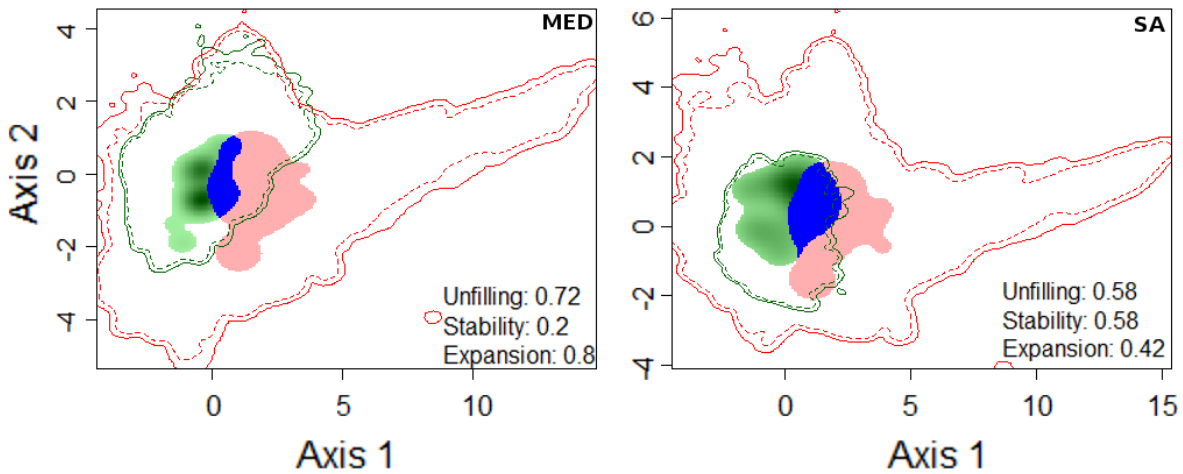 MED
4
2
0
-2
-4
Axis 2
Unfilling: 0.72
Stability: 0.2
Expansion: 0.8
0
5
10
Axis 1
SA
6
4
2
0
-2
-4
Unfilling: 0.58
Stability: 0.58
Expansion: 0.42
0
5
10
15
Axis 1